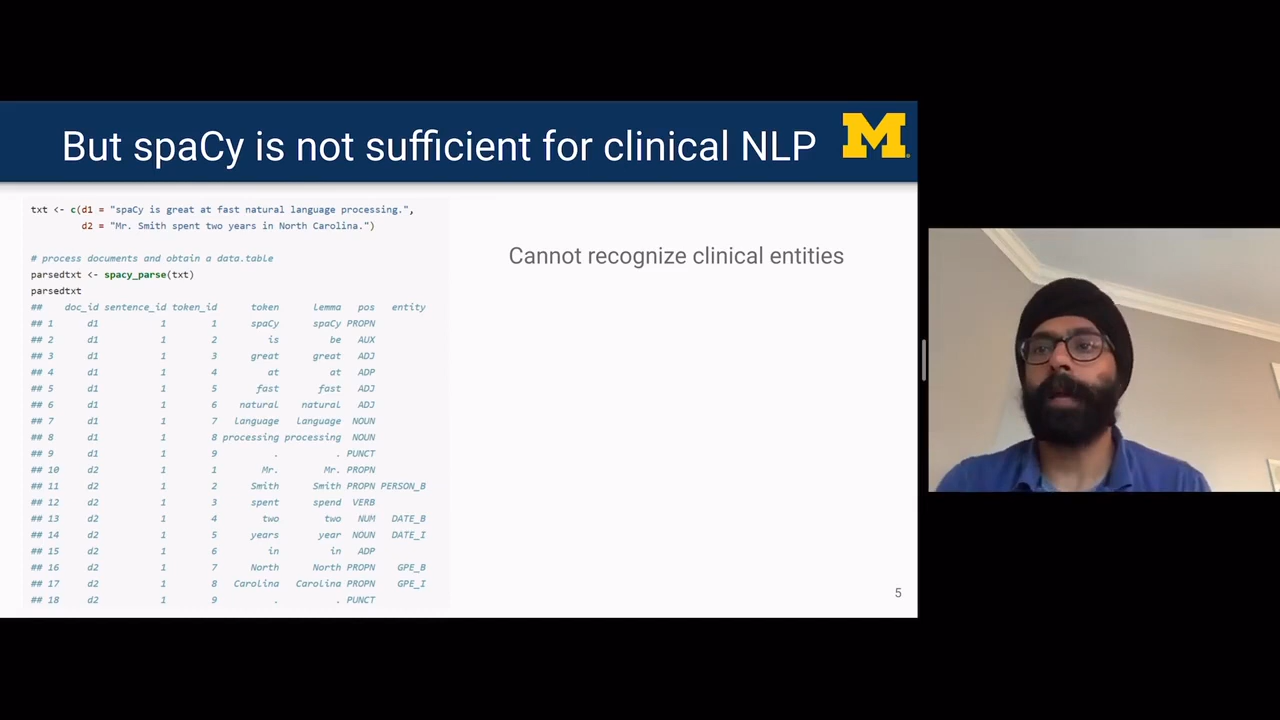 But spaCy is not sufficient for clinical NLP
M
txt <- c(d1 = "spaCy is great at fast natural language processing.",
d2 = "Mr. Smith spent two years in North Carolina.")
# process documents and obtain a data.table
parsedtxt <- spacy_parse(txt)
parsedtxt
## doc_id sentence_id token_id token lemma pos entity
## 1 d1 1 1 spaCy spaCy PROPN
## 2 d1 1 2 is be AUX
## 3 d1 1 3 great great ADJ
## 4 d1 1 4 at at ADP
## 5 d1 1 5 fast fast ADJ
## 6 d1 1 6 natural natural ADJ
## 7 d1 1 7 language language NOUN
## 8 d1 1 8 processing processing NOUN
## 9 d1 1 9 . . PUNCT
## 10 d2 1 1 Mr. Mr. PROPN
## 11 d2 1 2 Smith Smith PROPN PERSON_B
## 12 d2 1 3 spent spend VERB
## 13 d2 1 4 two two NUM DATE_B
## 14 d2 1 5 years year NOUN DATE_I
## 15 d2 1 6 in in ADP
## 16 d2 1 7 North North PROPN GPE_B
## 17 d2 1 8 Carolina Carolina PROPN GPE_I
## 18 d2 1 9 . . PUNCT
Cannot recognize clinical entities
5